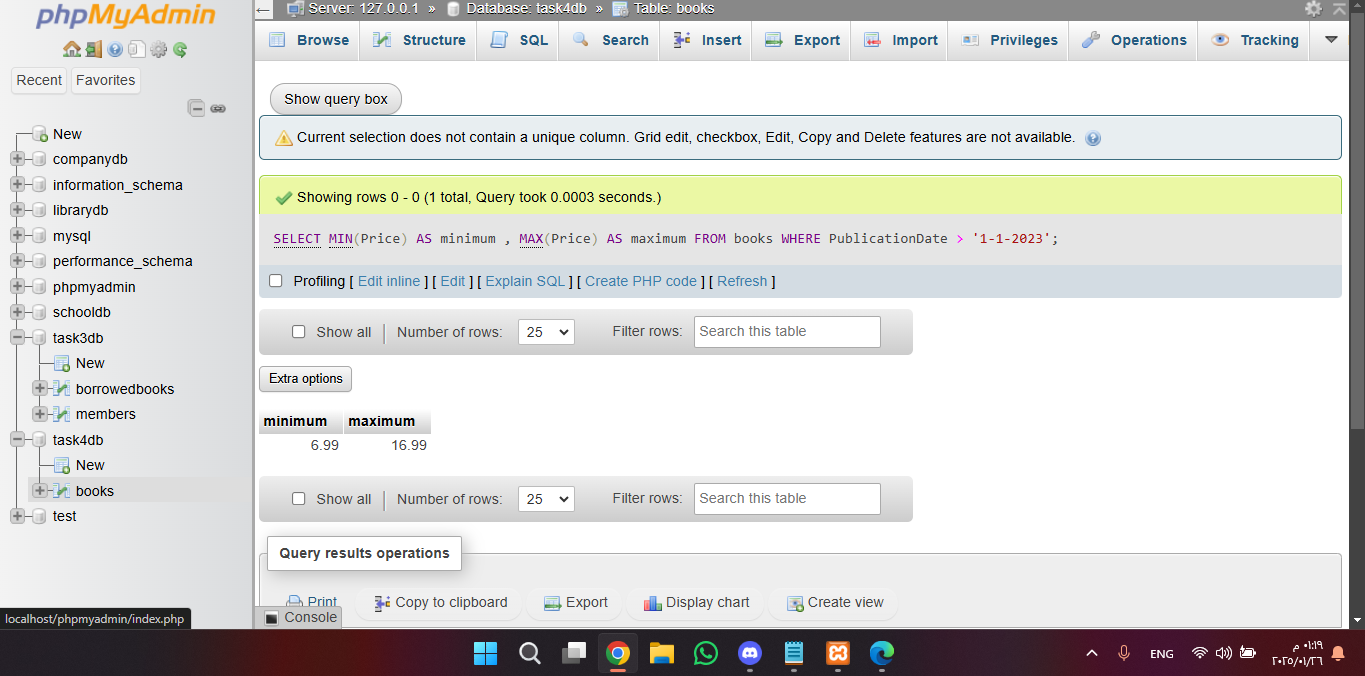 phpMyAdmin
Recent Favorites
New
companydb
information_schema
librarydb
mysql
performance_schema
phpmyadmin
schooldb
task3db
New
borrowedbooks
members
task4db
New
books
test
localhost/phpmyadmin/index.php
Server: 127.0.0.1 » Database: task4db » Table: books
Browse Structure SQL Search Insert Export Import Privileges Operations Tracking
Show query box
Current selection does not contain a unique column. Grid edit, checkbox, Edit, Copy and Delete features are not available.
Showing rows 0 - 0 (1 total, Query took 0.0003 seconds.)
SELECT MIN(Price) AS minimum , MAX(Price) AS maximum FROM books WHERE PublicationDate > '1-1-2023';
Profiling [ Edit inline ] [ Edit ] [ Explain SQL ] [ Create PHP code ] [ Refresh ]
Show all Number of rows: 25 Filter rows: Search this table
Extra options
minimum maximum
6.99 16.99
Show all Number of rows: 25 Filter rows: Search this table
Query results operations
Print Copy to clipboard Export Display chart Create view
Console
ENG
٠١:١٩ م
٢٠٢٥/٠١/٢٦